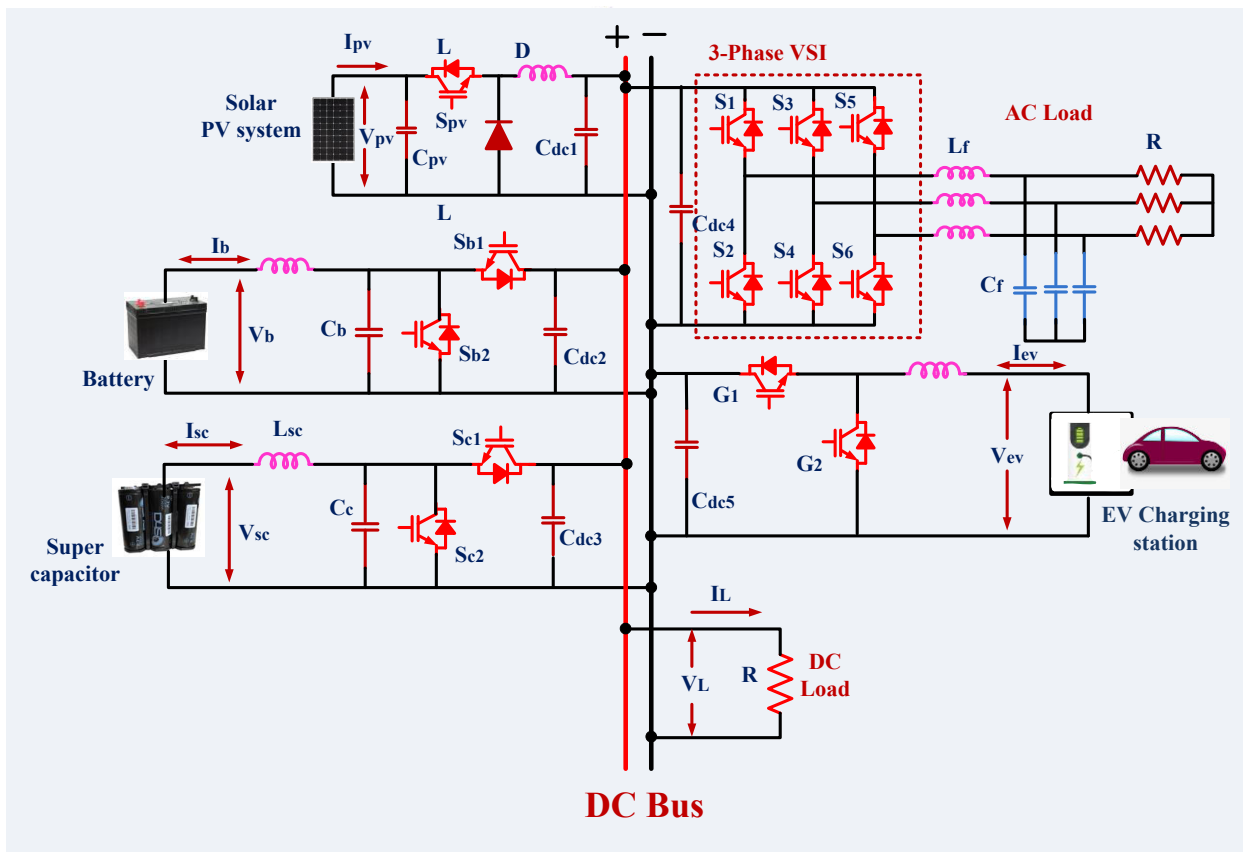 + −
Ipv
L
D
3-Phase VSI
Solar
PV system
Vpv
Spv
Cpv
Cdc1
S1
S3
S5
AC Load
Lf
R
L
Cdc4
Ib
Sb1
S2
S4
S6
Cf
Vb
Cb
Sb2
Cdc2
Battery
Iev
G1
Isc
Lsc
Sc1
G2
Vev
Vsc
Cc
Sc2
Cdc3
Cdc5
Super
capacitor
EV Charging
station
IL
VL
R
DC
Load
DC Bus